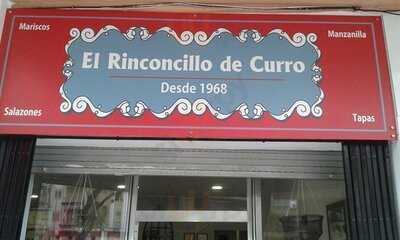 Mariscos
Manzanilla
El Rinconcillo de Curro
Desde 1968
Salazones
Tapas